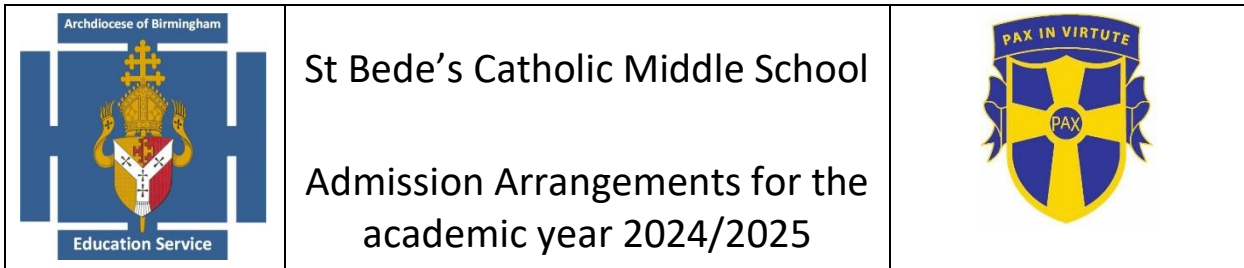 Archdiocese of Birmingham
Education Service
St Bede’s Catholic Middle School
Admission Arrangements for the
academic year 2024/2025
PAX IN VIRTUTE
PAX